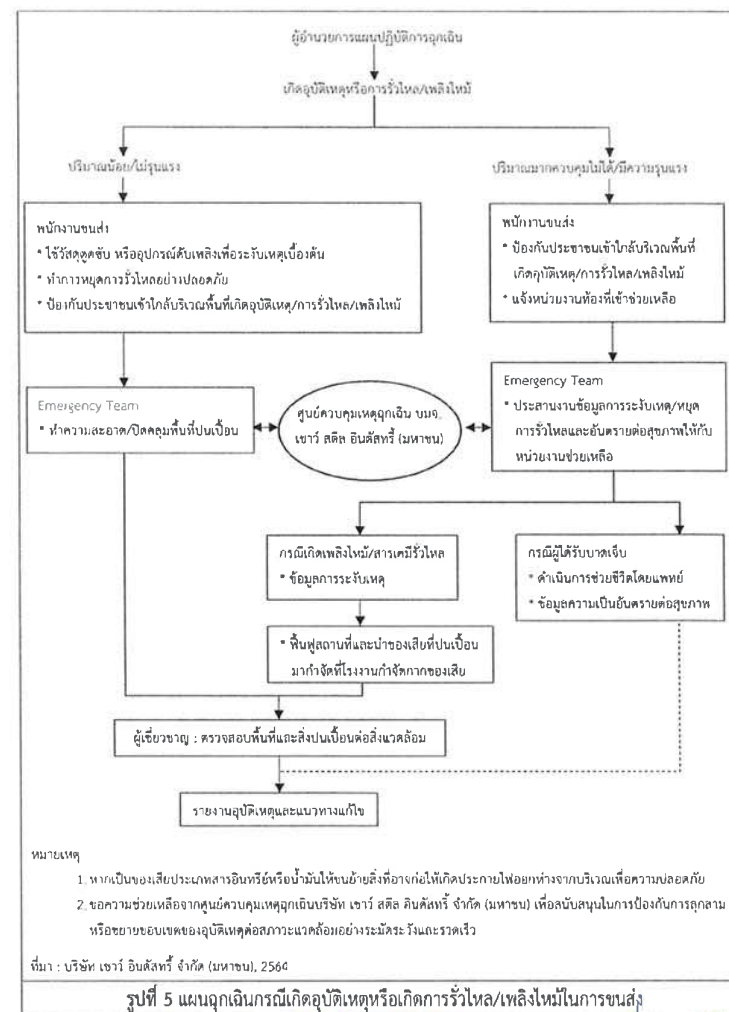 ผู้อำนวยการแผนปฏิบัติการฉุกเฉิน
เกิดอุบัติเหตุหรือการรั่วไหล/เพลิงไหม้
ปริมาณน้อย/ไม่รุนแรง
ปริมาณมากควบคุมไม่ได้/มีความรุนแรง
พนักงานขนส่ง
* ใช้วัสดุดูดซับ หรืออุปกรณ์ดับเพลิงเพื่อระงับเหตุเบื้องต้น
* ทำการหยุดการรั่วไหลอย่างปลอดภัย
* ป้องกันประชาชนเข้าใกล้บริเวณพื้นที่เกิดอุบัติเหตุ/การรั่วไหล/เพลิงไหม้
พนักงานขนส่ง
* ป้องกันประชาชนเข้าใกล้บริเวณพื้นที่
เกิดอุบัติเหตุ/การรั่วไหล/เพลิงไหม้
* แจ้งหน่วยงานท้องที่เข้าช่วยเหลือ
Emergency Team
* ทำความสะอาด/ปิดคลุมพื้นที่ปนเปื้อน
ศูนย์ควบคุมเหตุฉุกเฉิน บมจ.
เชาว์ สตีล อินดัสทรี้ (มหาชน)
Emergency Team
* ประสานงานข้อมูลการระงับเหตุ/หยุด
การรั่วไหลและอันตรายต่อสุขภาพให้กับ
หน่วยงานช่วยเหลือ
กรณีเกิดเพลิงไหม้/สารเคมีรั่วไหล
* ข้อมูลการระงับเหตุ
กรณีผู้ได้รับบาดเจ็บ
* ดำเนินการช่วยชีวิตโดยแพทย์
* ข้อมูลความเป็นอันตรายต่อสุขภาพ
* ฟื้นฟูสถานที่และนำของเสียที่ปนเปื้อน
มากำจัดที่โรงงานกำจัดกากของเสีย
ผู้เชี่ยวชาญ : ตรวจสอบพื้นที่และสิ่งปนเปื้อนต่อสิ่งแวดล้อม
รายงานอุบัติเหตุและแนวทางแก้ไข
หมายเหตุ
1. หากเป็นของเสียประเภทสารอินทรีย์หรือน้ำมันให้ขนย้ายสิ่งที่อาจก่อให้เกิดประกายไฟออกห่างจากบริเวณเพื่อความปลอดภัย
2. ขอความช่วยเหลือจากศูนย์ควบคุมเหตุฉุกเฉินบริษัท เชาว์ สตีล อินดัสทรี้ จำกัด (มหาชน) เพื่อสนับสนุนในการป้องกันการลุกลาม
หรือขยายขอบเขตของอุบัติเหตุต่อสภาวะแวดล้อมอย่างระมัดระวังและรวดเร็ว
ที่มา : บริษัท เชาว์ อินดัสทรี้ จำกัด (มหาชน), 2564
รูปที่ 5 แผนฉุกเฉินกรณีเกิดอุบัติเหตุหรือเกิดการรั่วไหล/เพลิงไหม้ในการขนส่ง